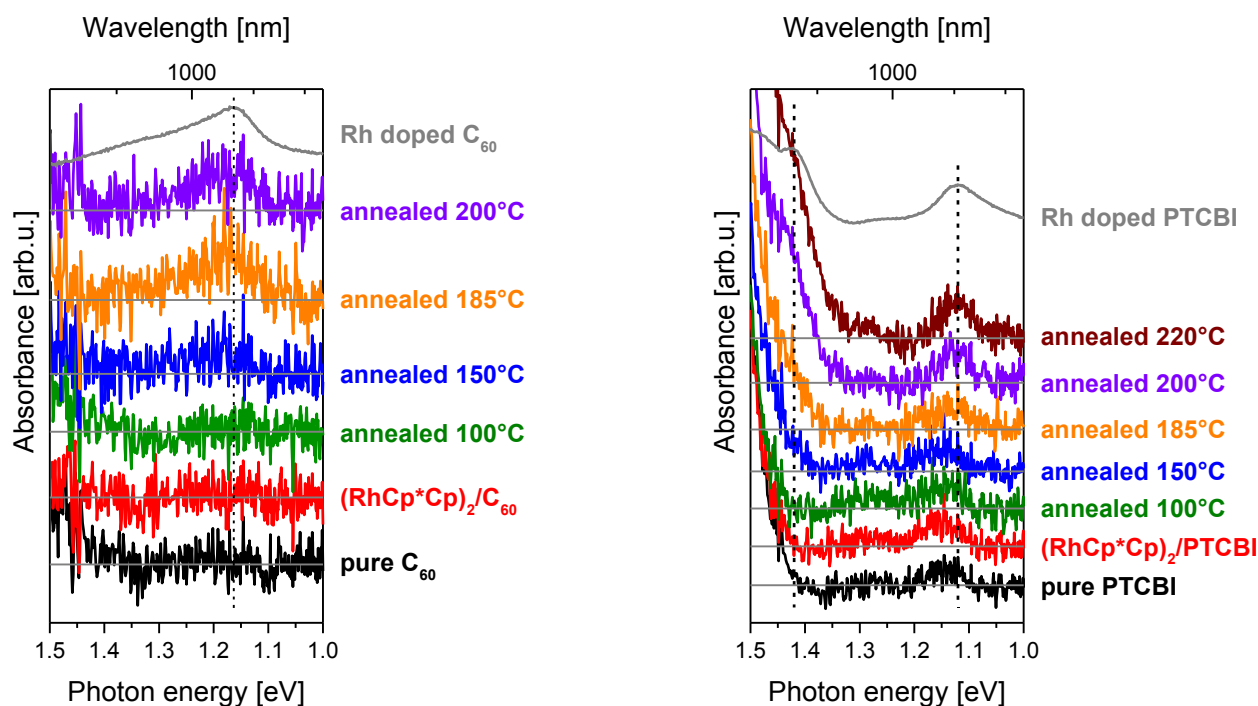 Wavelength [nm]
1000
Absorbance [arb.u.]
Rh doped C60
annealed 200°C
annealed 185°C
annealed 150°C
annealed 100°C
(RhCp*Cp)2/C60
pure C60
1.5 1.4 1.3 1.2 1.1 1.0
Photon energy [eV]
Wavelength [nm]
1000
Absorbance [arb.u.]
Rh doped PTCBI
annealed 220°C
annealed 200°C
annealed 185°C
annealed 150°C
annealed 100°C
(RhCp*Cp)2/PTCBI
pure PTCBI
1.5 1.4 1.3 1.2 1.1 1.0
Photon energy [eV]